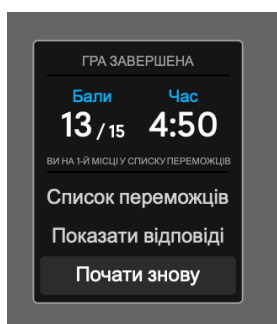 ГРА ЗАВЕРШЕНА
Бали Час
13 / 15 4:50
ВИ НА 1-Й МІСЦІ У СПИСКУ ПЕРЕМОЖЦІВ
Список переможців
Показати відповіді
Почати знову